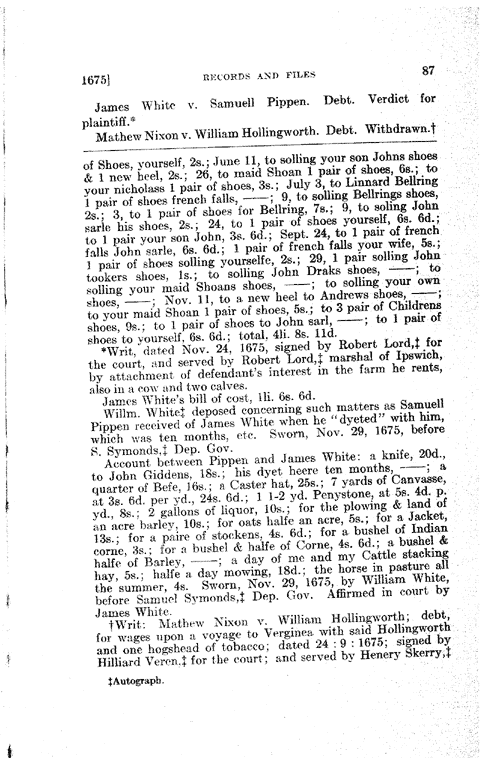 1675] RECORDS AND FILES 87
James White v. Samuell Pippen. Debt. Verdict for
plaintiff.*
Mathew Nixon v. William Hollingworth. Debt. Withdrawn.†
of Shoes, yourself, 2s.; June 11, to solling your son Johns shoes
& 1 new heel, 2s.; 26, to maid Shoan 1 pair of shoes, 6s.; to
your nicholass 1 pair of shoes, 3s.; July 3, to Linnard Bellring
1 pair of shoes french falls, ——; 9, to solling Bellrings shoes,
2s.; 3, to 1 pair of shoes for Bellring, 7s.; 9, to soling John
sarle his shoes, 2s.; 24, to 1 pair of shoes yourself, 6s. 6d.;
to 1 pair your son John, 3s. 6d.; Sept. 24, to 1 pair of french
falls John sarle, 6s. 6d.; 1 pair of french falls your wife, 5s.;
1 pair of shoes solling yourselfe, 2s.; 29, 1 pair solling John
tookers shoes, 1s.; to solling John Draks shoes, ——; to
solling your maid Shoans shoes, ——; to solling your own
shoes, ——; Nov. 11, to a new heel to Andrews shoes, ——;
to your maid Shoan 1 pair of shoes, 5s.; to 3 pair of Childrens
shoes, 9s.; to 1 pair of shoes to John sarl, ——; to 1 pair of
shoes to yourself, 6s. 6d.; total, 4li. 8s. 11d.
*Writ, dated Nov. 24, 1675, signed by Robert Lord,‡ for
the court, and served by Robert Lord,‡ marshal of Ipswich,
by attachment of defendant's interest in the farm he rents,
also in a cow and two calves.
James White's bill of cost, 1li. 6s. 6d.
Willm. White‡ deposed concerning such matters as Samuell
Pippen received of James White when he "dyeted" with him,
which was ten months, etc. Sworn, Nov. 29, 1675, before
S. Symonds,‡ Dep. Gov.
Account between Pippen and James White: a knife, 20d.,
to John Giddens, 18s.; his dyet heere ten months, ——; a
quarter of Befe, 16s.; a Caster hat, 25s.; 7 yards of Canvasse,
at 3s. 6d. per yd., 24s. 6d.; 1 1-2 yd. Penystone, at 5s. 4d. p.
yd., 8s.; 2 gallons of liquor, 10s.; for the plowing & land of
an acre barley, 10s.; for oats halfe an acre, 5s.; for a Jacket,
13s.; for a paire of stockens, 4s. 6d.; for a bushel of Indian
corne, 3s.; for a bushel & halfe of Corne, 4s. 6d.; a bushel &
halfe of Barley, ——; a day of me and my Cattle stacking
hay, 5s.; halfe a day mowing, 18d.; the horse in pasture all
the summer, 4s. Sworn, Nov. 29, 1675, by William White,
before Samuel Symonds,‡ Dep. Gov. Affirmed in court by
James White.
†Writ: Mathew Nixon v. William Hollingworth; debt,
for wages upon a voyage to Verginea with said Hollingworth
and one hogshead of tobacco; dated 24 : 9 : 1675; signed by
Hilliard Veren,‡ for the court; and served by Henery Skerry,‡
‡Autograph.